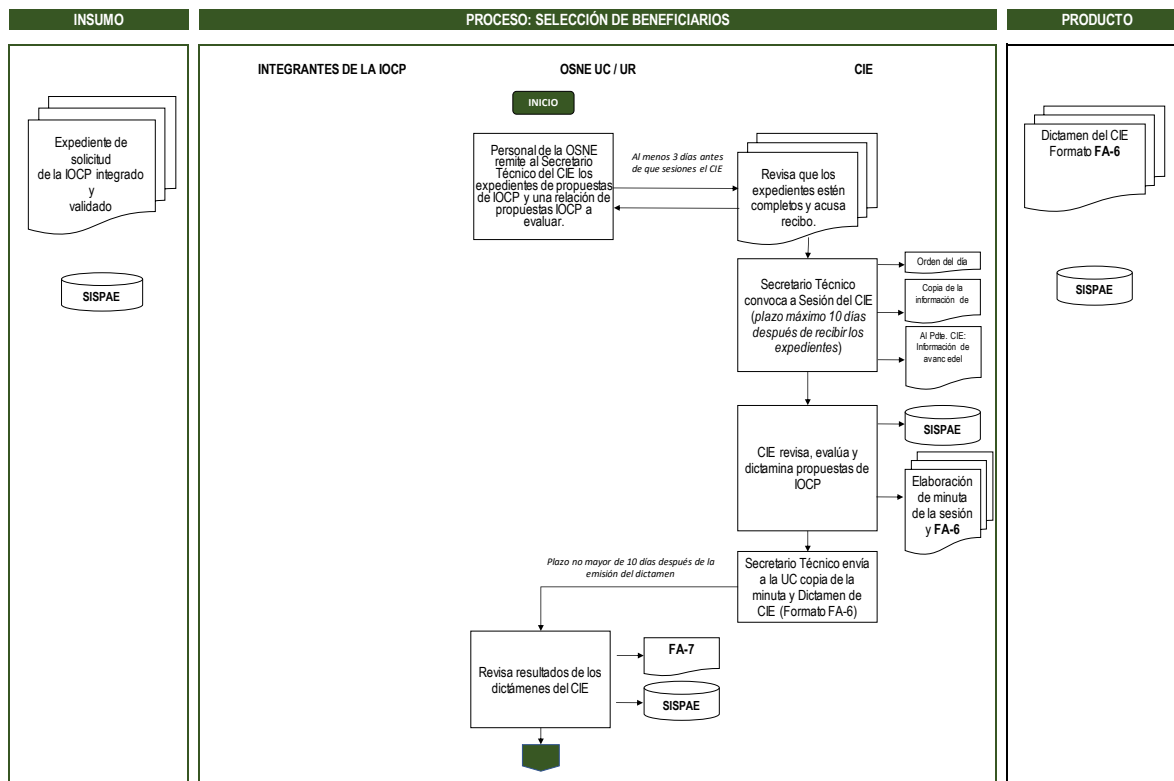 INSUMO
PROCESO: SELECCIÓN DE BENEFICIARIOS
PRODUCTO
INTEGRANTES DE LA IOCP
OSNE UC / UR
CIE
INICIO
Expediente de
solicitud
de la IOCP integrado
y
validado
SISPAE
Personal de la OSNE
remite al Secretario
Técnico del CIE los
expedientes de propuestas
de IOCP y una relación de
propuestas IOCP a
evaluar.
Al menos 3 días antes
de que sesiones el CIE
Revisa que los
expedientes estén
completos y acusa
recibo.
Secretario Técnico
convoca a Sesión del CIE
(plazo máximo 10 días
después de recibir los
expedientes)
Orden del día
Copia de la
información de
Al Pdte. CIE:
Información de
avanc edel
CIE revisa, evalúa y
dictamina propuestas de
IOCP
SISPAE
Elaboración
de minuta
de la sesión
y FA-6
Plazo no mayor de 10 días después de la
emisión del dictamen
Secretario Técnico envía
a la UC copia de la
minuta y Dictamen de
CIE (Formato FA-6)
Revisa resultados de los
dictámenes del CIE
FA-7
SISPAE
Dictamen del CIE
Formato FA-6
SISPAE